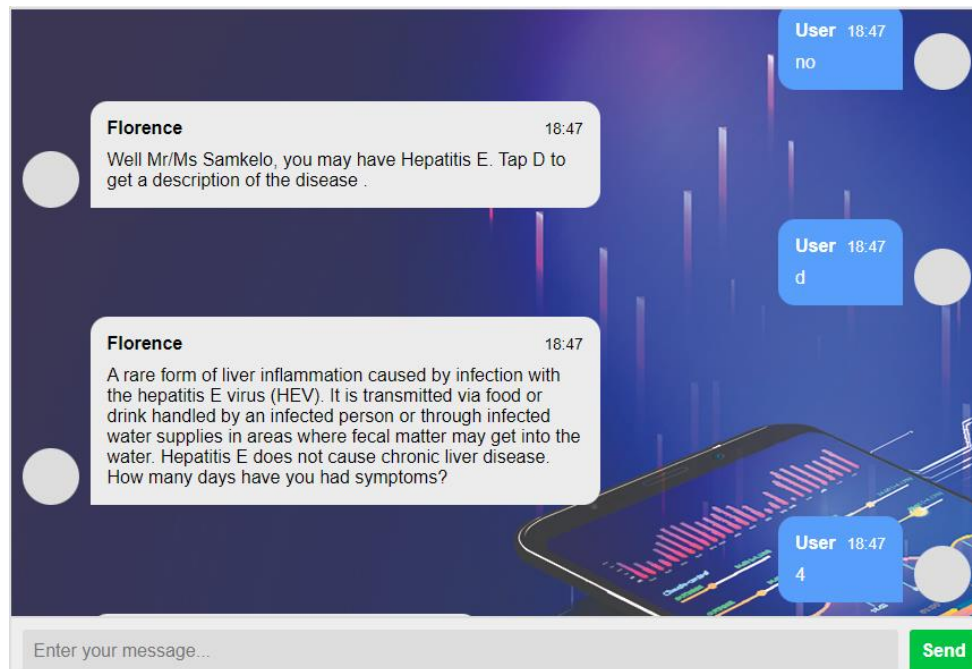 User 18:47
no
Florence 18:47
Well Mr/Ms Samkelo, you may have Hepatitis E. Tap D to
get a description of the disease .
User 18:47
d
Florence 18:47
A rare form of liver inflammation caused by infection with
the hepatitis E virus (HEV). It is transmitted via food or
drink handled by an infected person or through infected
water supplies in areas where fecal matter may get into the
water. Hepatitis E does not cause chronic liver disease.
How many days have you had symptoms?
User 18:47
4
Enter your message...
Send